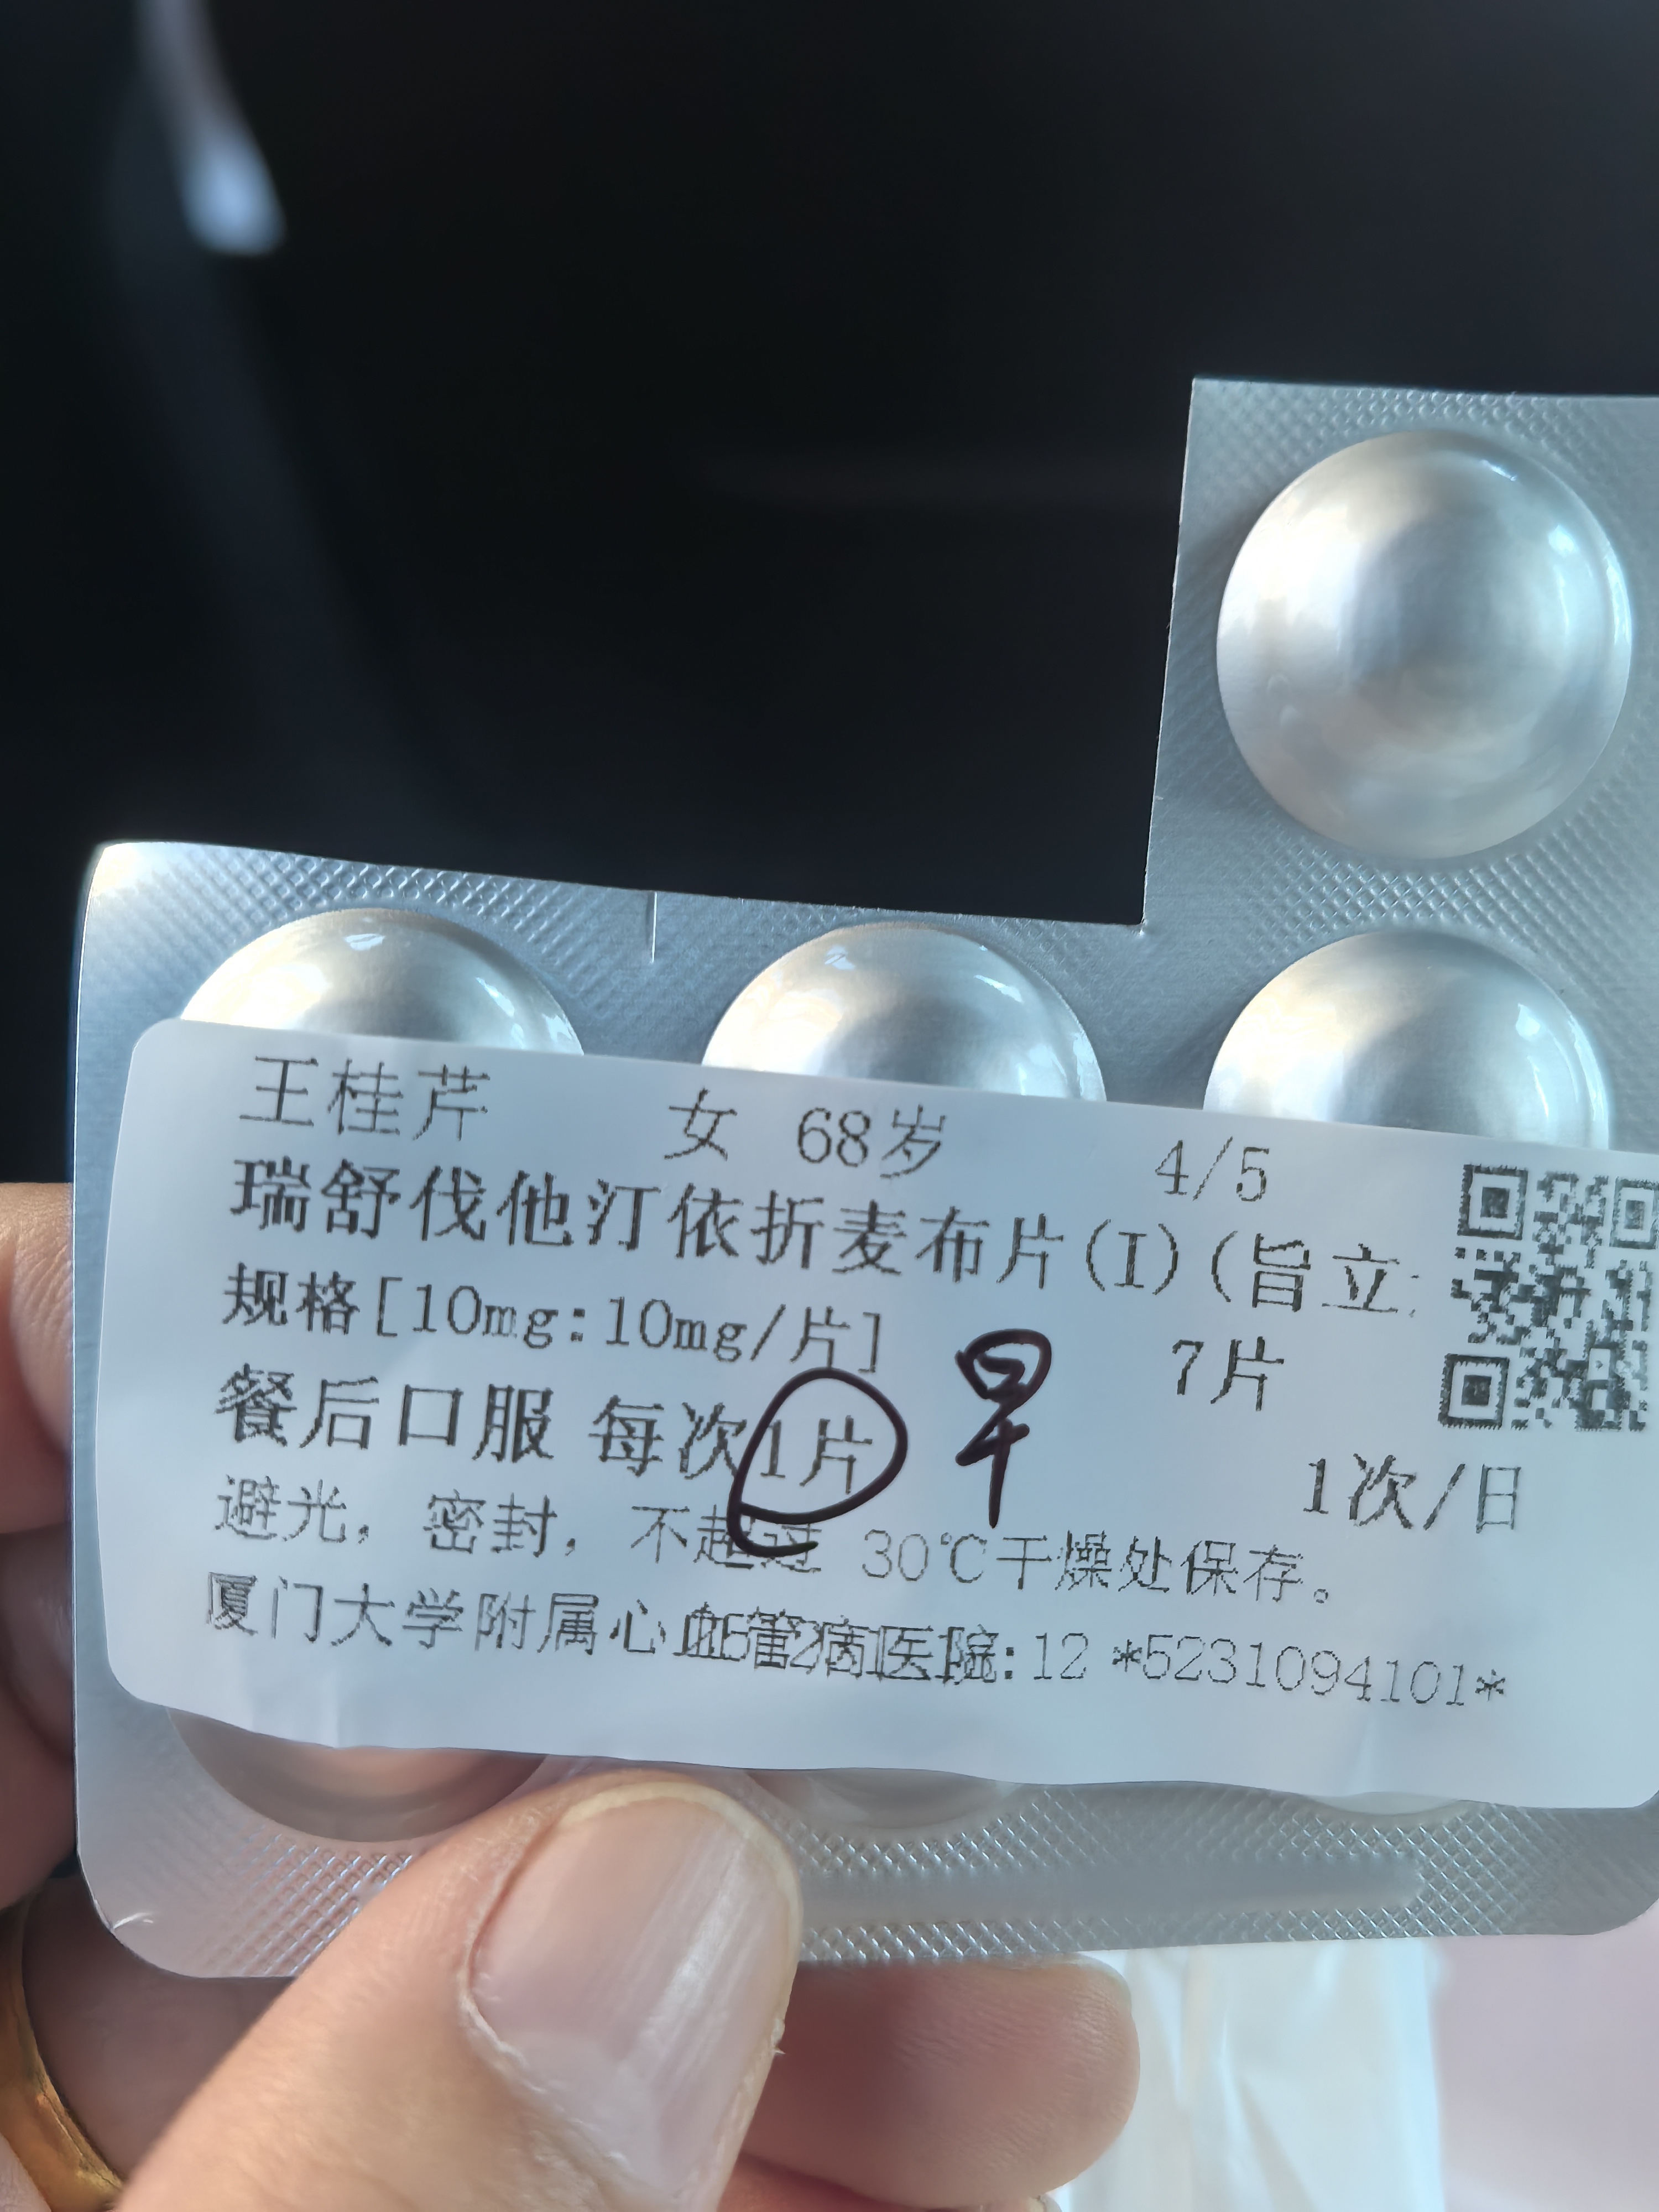 王桂芹 女 68岁 4/5
瑞舒伐他汀依折麦布片(I)(旨立
规格[10mg:10mg/片] 7片
餐后口服 每次1片 早 1次/日
避光，密封，不超过 30℃干燥处保存。
厦门大学附属心血管病医院:12 *5231094101*